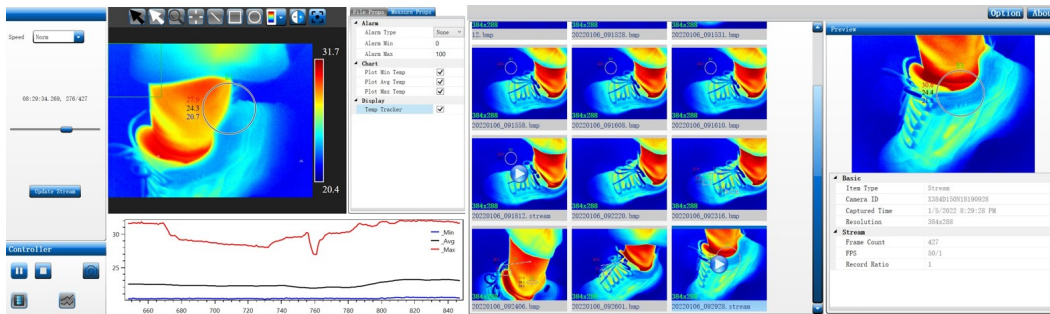 File Props
Measure Props
Speed
Norm
08:29:34.269, 276/427
Update Stream
31.7
24.5
20.7
20.4
Alarm
Alarm Type
None
Alarm Min
0
Alarm Max
100
Chart
Plot Min Temp
Plot Avg Temp
Plot Max Temp
Display
Temp Tracker
Controller
30
25
_Min
_Avg
_Max
660 680 700 720 740 760 780 800 820 840
Option
384x288
384x288
384x288
12.bmp
20220106_091528.bmp
20220106_091531.bmp
384x288
384x288
384x288
20220106_091558.bmp
20220106_091608.bmp
20220106_091610.bmp
384x288
384x288
384x288
20220106_091812.stream
20220106_092220.bmp
20220106_092316.bmp
384x288
384x288
384x288
20220106_092406.bmp
20220106_092601.bmp
20220106_092928.stream
Preview
24.4
Basic
Item Type
Stream
Camera ID
Captured Time
1/5/2022 8:29:28 PM
Resolution
384x288
Stream
Frame Count
427
FPS
50/1
Record Ratio
1